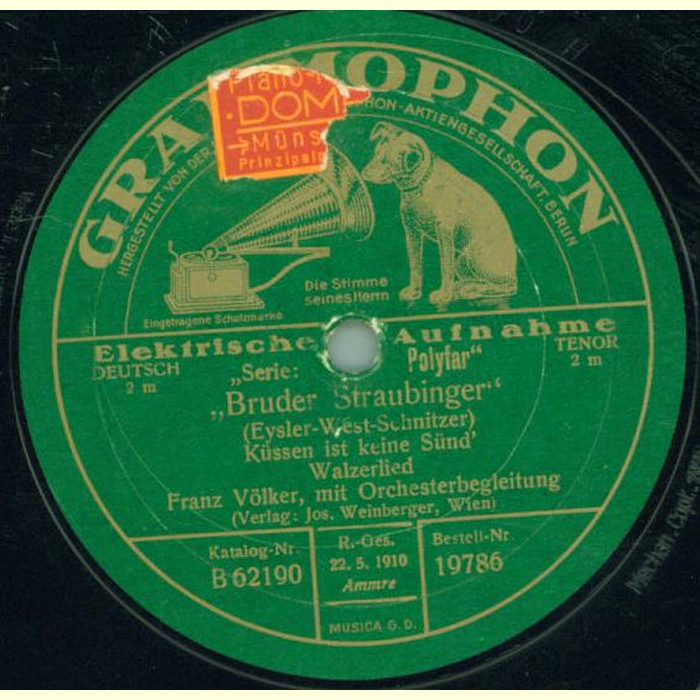 GRAMMOPHON
HERGESTELLT VON DER PHON-AKTIENGESELLSCHAFT, BERLIN
Piano-
DOM
Müns
Prinzipal
Die Stimme
seines Herrn
Eingetragene Schutzmarke
Elektrische Aufnahme
DEUTSCH TENOR
2 m 2 m
„Serie: Polyfar“
„Bruder Straubinger“
(Eysler-West-Schnitzer)
Küssen ist keine Sünd'
Walzerlied
Franz Völker, mit Orchesterbegleitung
(Verlag: Jos. Weinberger, Wien)
Katalog-Nr. R.-Ges. Bestell-Nr.
B 62190 22. 5. 1910 19786
Ammre
MUSICA G. D.